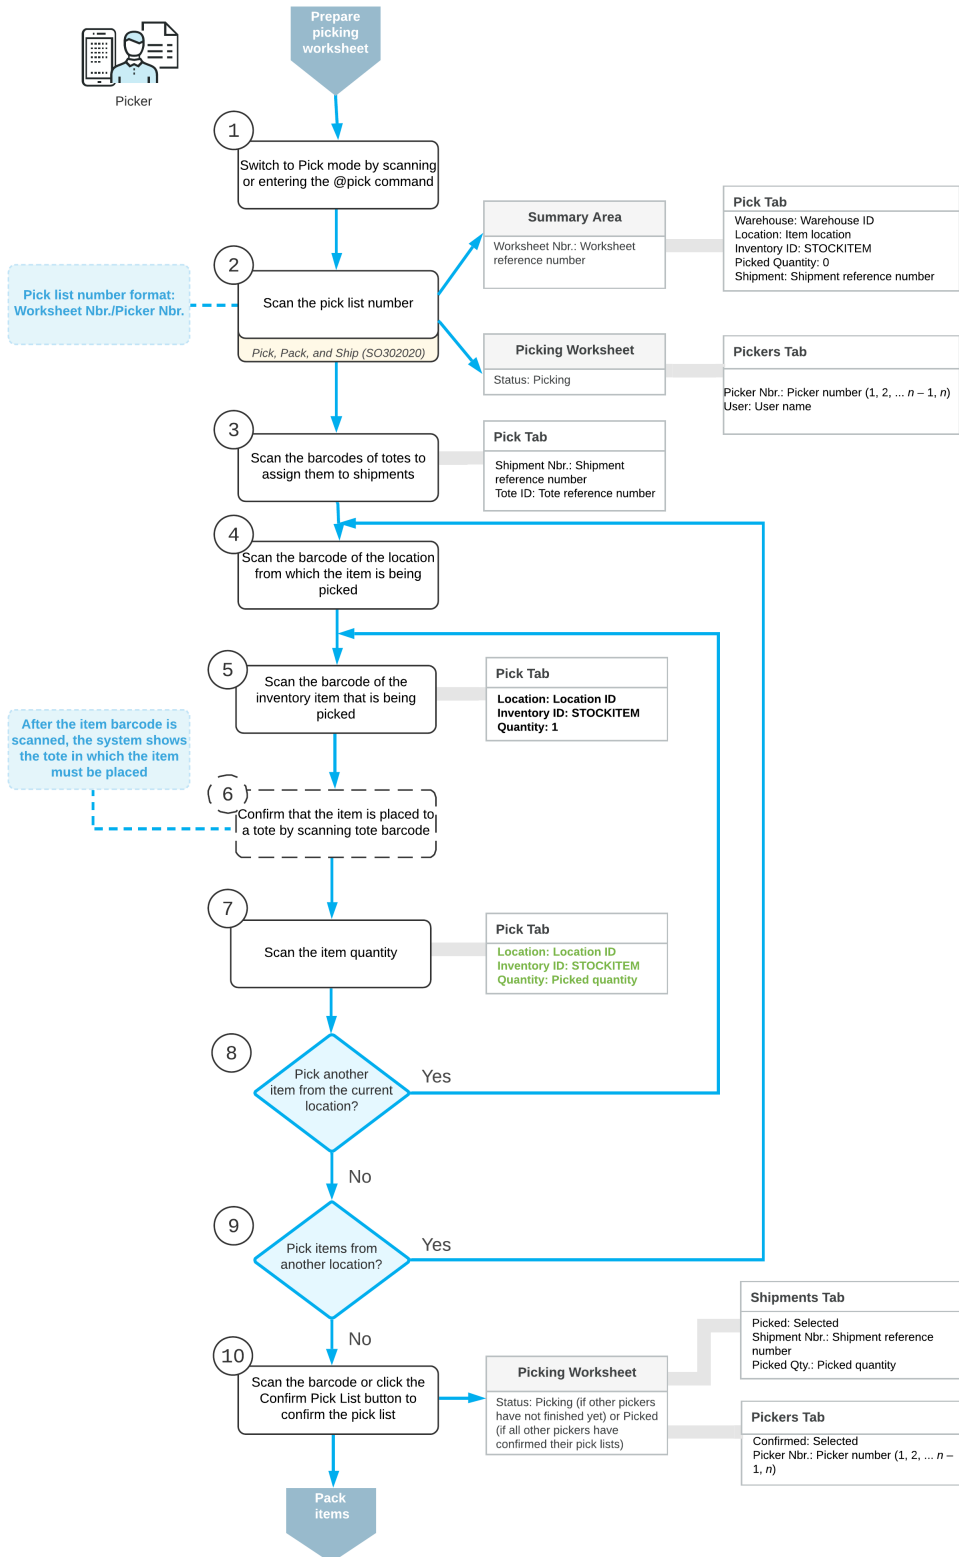 Prepare
picking
worksheet
Picker
1
Switch to Pick mode by scanning
or entering the @pick command
Pick Tab
Warehouse: Warehouse ID
Location: Item location
Inventory ID: STOCKITEM
Picked Quantity: 0
Shipment: Shipment reference number
Summary Area
Worksheet Nbr.: Worksheet
reference number
2
Scan the pick list number
Pick, Pack, and Ship (SO302020)
Pick list number format:
Worksheet Nbr./Picker Nbr.
Picking Worksheet
Status: Picking
Pickers Tab
Picker Nbr.: Picker number (1, 2, ... n – 1, n)
User: User name
3
Scan the barcodes of totes to
assign them to shipments
Pick Tab
Shipment Nbr.: Shipment
reference number
Tote ID: Tote reference number
4
Scan the barcode of the location
from which the item is being
picked
5
Scan the barcode of the
inventory item that is being
picked
Pick Tab
Location: Location ID
Inventory ID: STOCKITEM
Quantity: 1
After the item barcode is
scanned, the system shows
the tote in which the item
must be placed
6
Confirm that the item is placed to
a tote by scanning tote barcode
7
Scan the item quantity
Pick Tab
Location: Location ID
Inventory ID: STOCKITEM
Quantity: Picked quantity
8
Pick another
item from the current
location?
Yes
No
9
Pick items from
another location?
Yes
No
10
Scan the barcode or click the
Confirm Pick List button to
confirm the pick list
Picking Worksheet
Status: Picking (if other pickers
have not finished yet) or Picked
(if all other pickers have
confirmed their pick lists)
Shipments Tab
Picked: Selected
Shipment Nbr.: Shipment reference
number
Picked Qty.: Picked quantity
Pickers Tab
Confirmed: Selected
Picker Nbr.: Picker number (1, 2, ... n –
1, n)
Pack
items